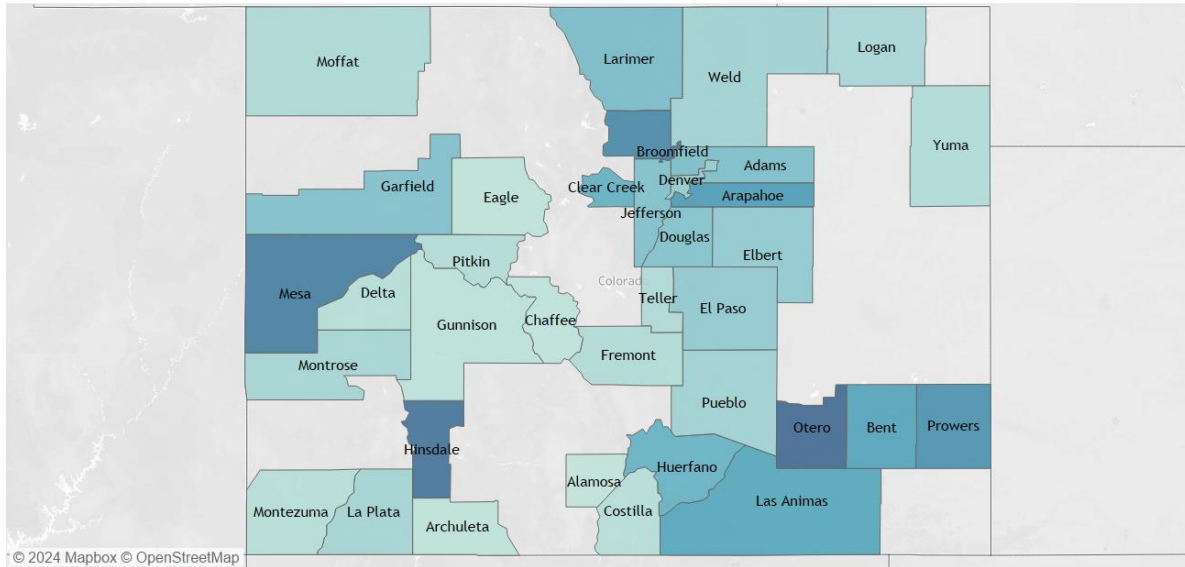 Moffat
Larimer
Weld
Logan
Yuma
Broomfield
Adams
Denver
Garfield
Eagle
Clear Creek
Arapahoe
Jefferson
Douglas
Elbert
Pitkin
Mesa
Delta
Colorado
Teller
El Paso
Gunnison
Chaffee
Fremont
Montrose
Pueblo
Otero
Bent
Prowers
Hinsdale
Huerfano
Alamosa
Las Animas
Montezuma
La Plata
Costilla
Archuleta
© 2024 Mapbox © OpenStreetMap